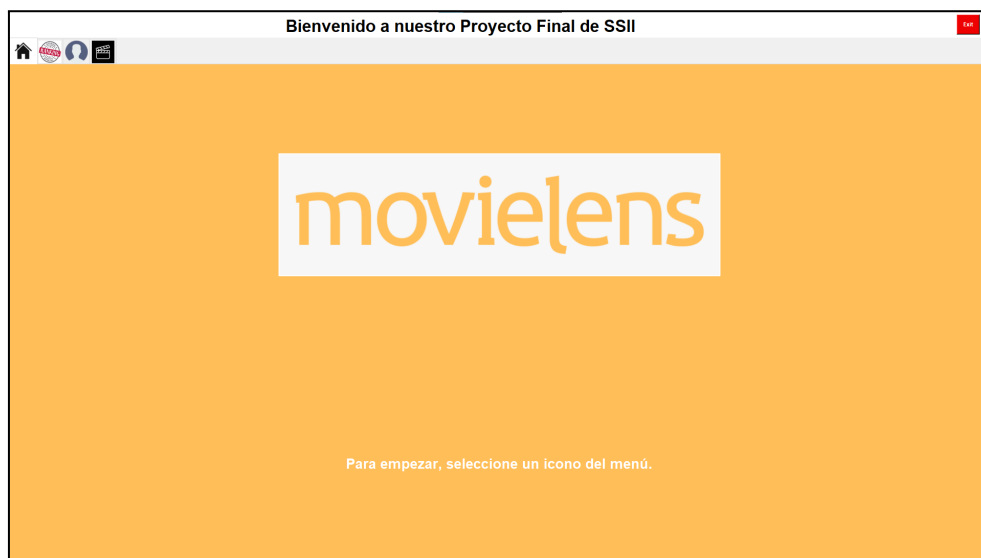 Bienvenido a nuestro Proyecto Final de SSII
Exit
movielens
Para empezar, seleccione un icono del menú.